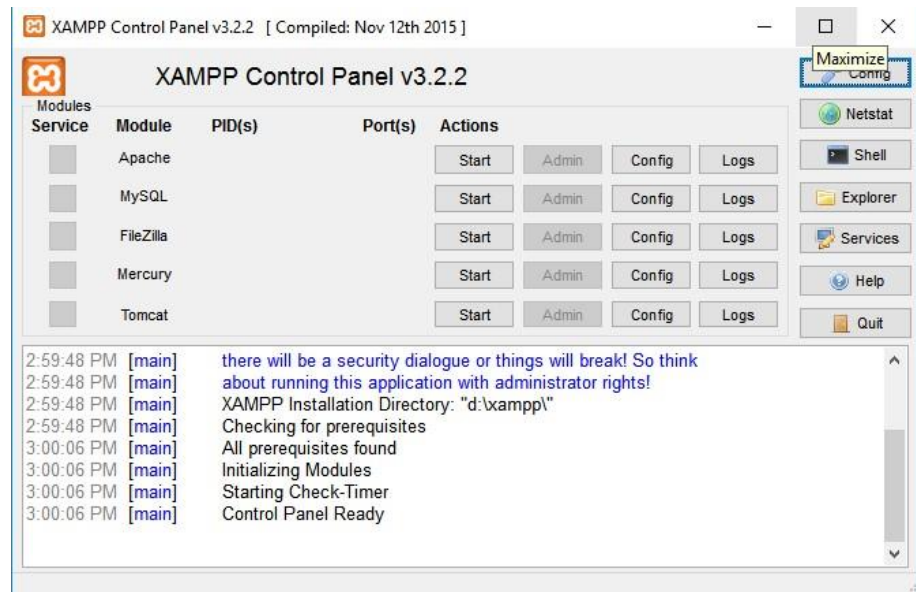 XAMPP Control Panel v3.2.2 [ Compiled: Nov 12th 2015 ]
Maximize
XAMPP Control Panel v3.2.2
Config
Modules
Service Module PID(s) Port(s) Actions
Netstat
Apache Start Admin Config Logs
Shell
MySQL Start Admin Config Logs
Explorer
FileZilla Start Admin Config Logs
Services
Mercury Start Admin Config Logs
Help
Tomcat Start Admin Config Logs
Quit
2:59:48 PM [main] there will be a security dialogue or things will break! So think
2:59:48 PM [main] about running this application with administrator rights!
2:59:48 PM [main] XAMPP Installation Directory: "d:\xampp\"
2:59:48 PM [main] Checking for prerequisites
3:00:06 PM [main] All prerequisites found
3:00:06 PM [main] Initializing Modules
3:00:06 PM [main] Starting Check-Timer
3:00:06 PM [main] Control Panel Ready